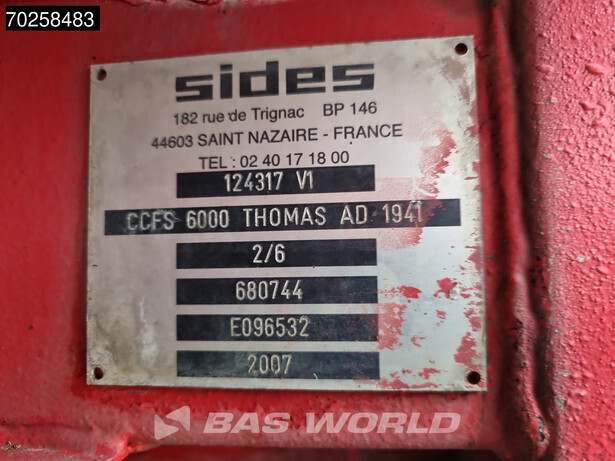 70258483
sides
182 rue de Trignac BP 146
44603 SAINT NAZAIRE - FRANCE
TEL : 02 40 17 18 00
124317 V1
CCFS 6000 THOMAS AD 1941
2/6
680744
E096532
2007
BAS WORLD